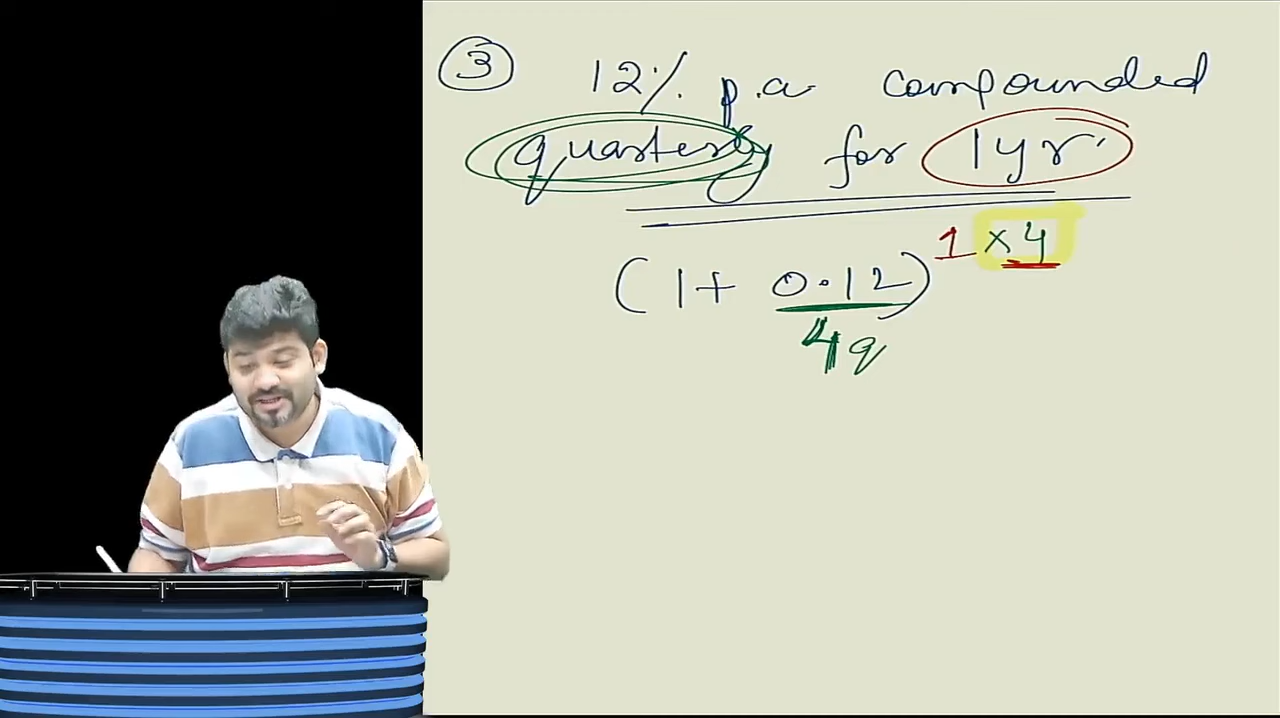 ③ 12% p.a compounded
quarterly for 1yr.
(1+ 0.12/4q)^1×4